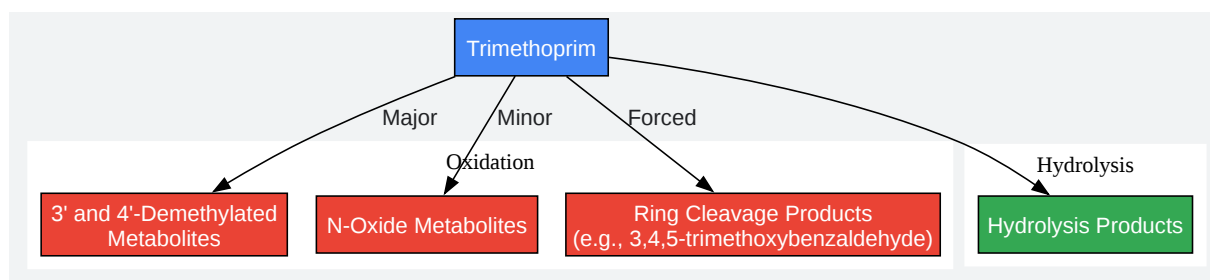 Trimethoprim
Major
Minor
Forced
Oxidation
Hydrolysis
3' and 4'-Demethylated
Metabolites
N-Oxide Metabolites
Ring Cleavage Products
(e.g., 3,4,5-trimethoxybenzaldehyde)
Hydrolysis Products